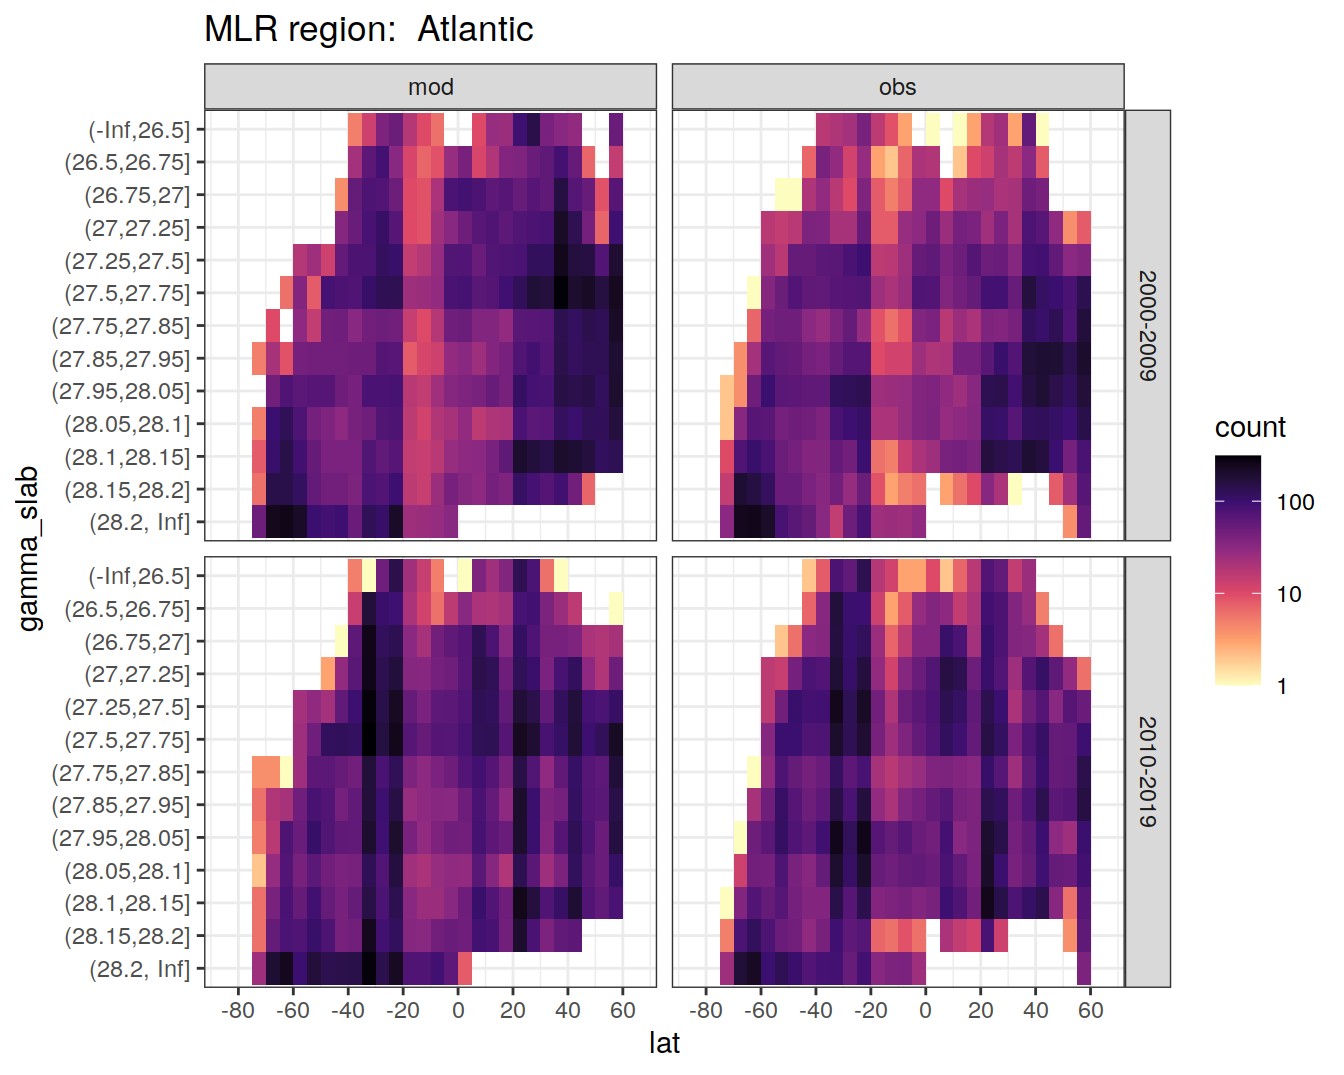 MLR region:  Atlantic
mod
obs
(-Inf,26.5]
(26.5,26.75]
(26.75,27]
(27,27.25]
(27.25,27.5]
(27.5,27.75]
(27.75,27.85]
(27.85,27.95]
(27.95,28.05]
(28.05,28.1]
(28.1,28.15]
(28.15,28.2]
(28.2, Inf]
2000-2009
gamma_slab
(-Inf,26.5]
(26.5,26.75]
(26.75,27]
(27,27.25]
(27.25,27.5]
(27.5,27.75]
(27.75,27.85]
(27.85,27.95]
(27.95,28.05]
(28.05,28.1]
(28.1,28.15]
(28.15,28.2]
(28.2, Inf]
2010-2019
-80 -60 -40 -20 0 20 40 60
-80 -60 -40 -20 0 20 40 60
lat
count
100
10
1